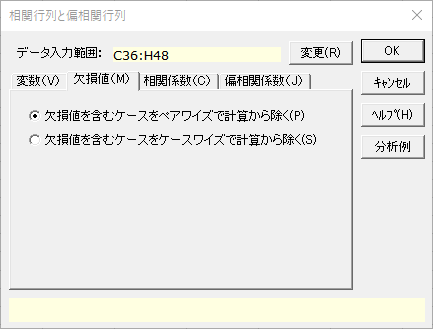 相関行列と偏相関行列
データ入力範囲: C36:H48 変更(R) OK
変数(V) 欠損値(M) 相関係数(C) 偏相関係数(J) キャンセル
欠損値を含むケースをペアワイズで計算から除く(P) ヘルプ(H)
欠損値を含むケースをケースワイズで計算から除く(S) 分析例